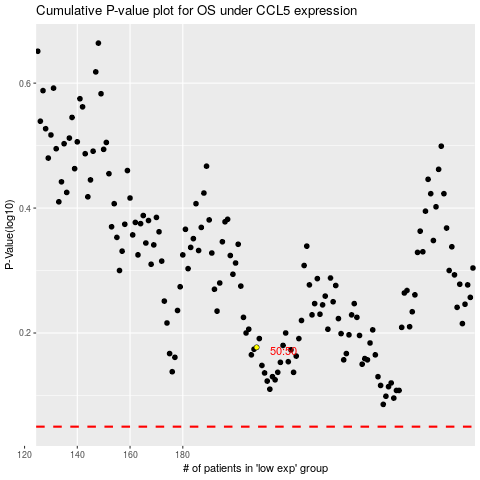 Cumulative P-value plot for OS under CCL5 expression
P-Value(log10)
0.6
0.4
0.2
50:50
120 140 160 180
# of patients in 'low exp' group